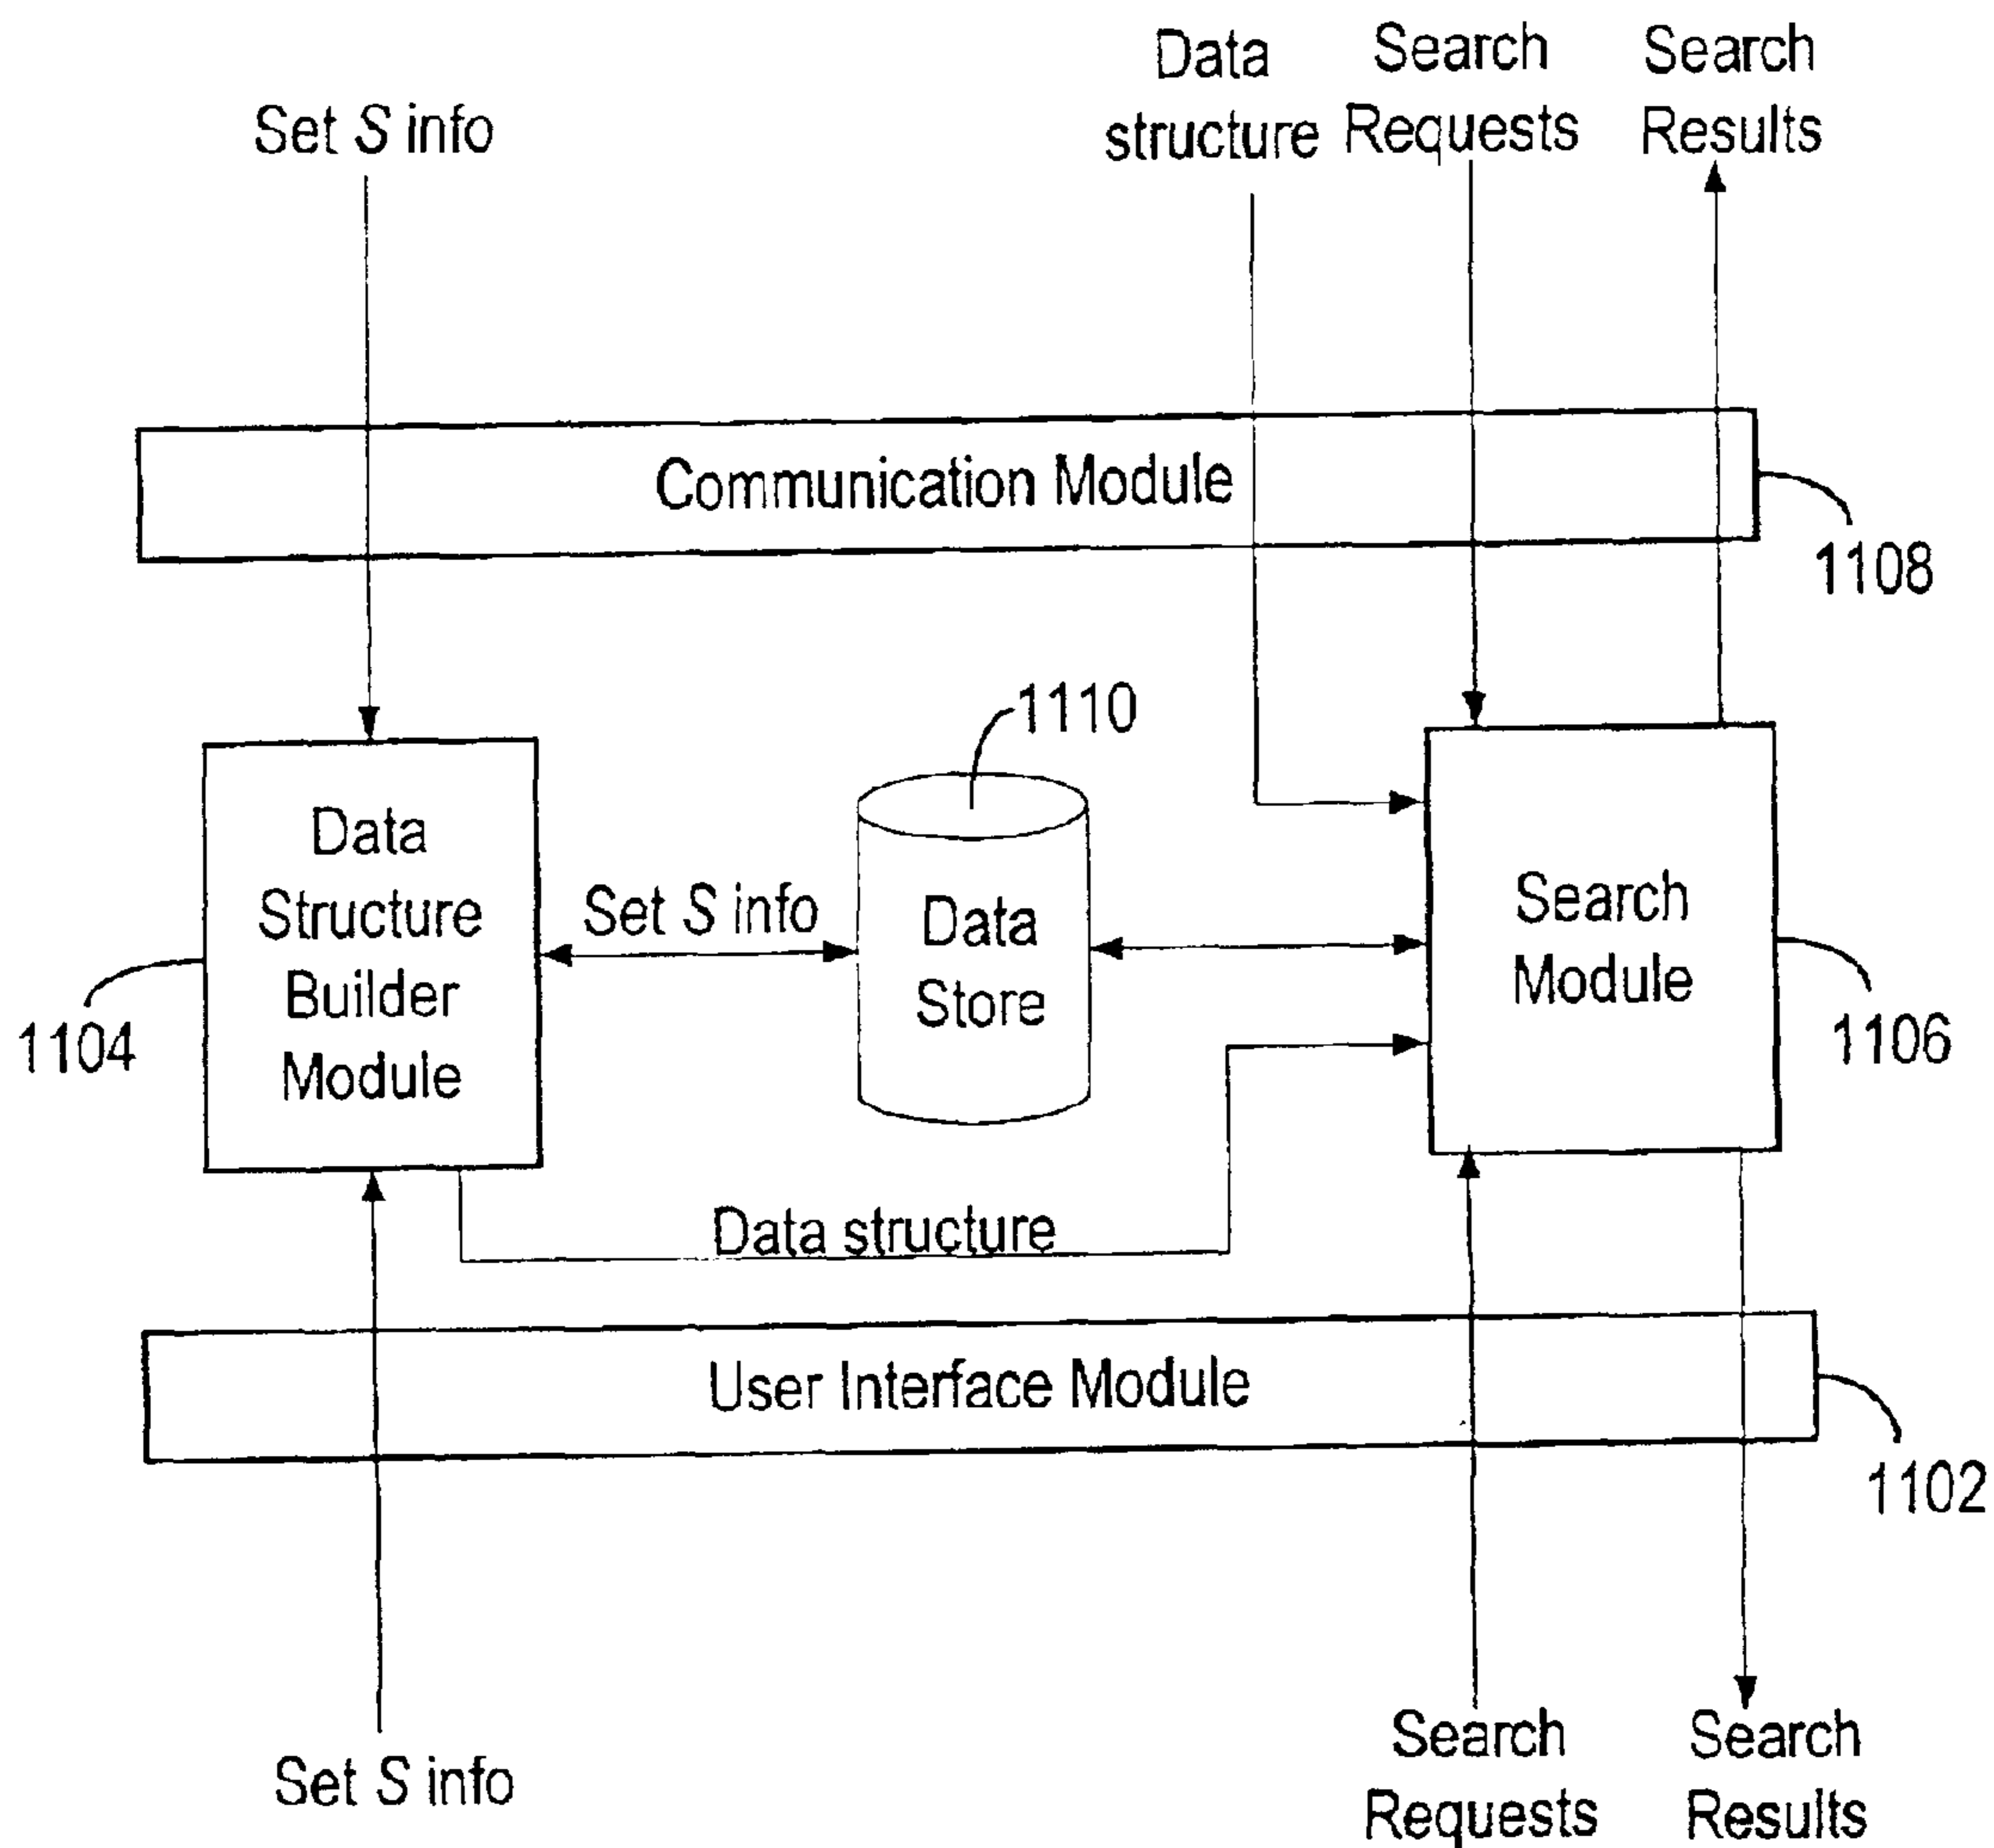 Data
structure
Search
Requests
Search
Results
Set S info
Communication Module
1108
1110
Data
Structure
Builder
Module
1104
Set S info
Data
Store
Search
Module
1106
Data structure
User Interface Module
1102
Set S info
Search
Requests
Search
Results